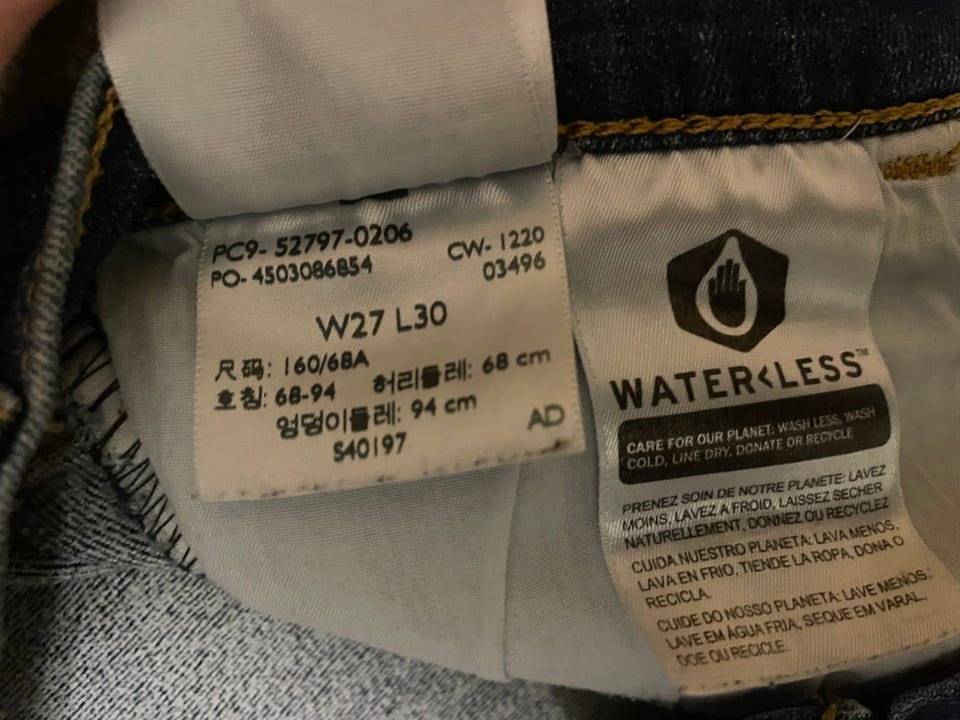 PC9- 52797-0206
PO- 4503086854
CW- 1220
03496
W27 L30
尺码: 160/68A
호칭: 68-94 허리둘레: 68 cm
엉덩이둘레: 94 cm
S40197
AD
WATER<LESS™
CARE FOR OUR PLANET: WASH LESS, WASH
COLD, LINE DRY, DONATE OR RECYCLE
PRENEZ SOIN DE NOTRE PLANÈTE: LAVEZ
MOINS, LAVEZ A FROID, LAISSEZ SÉCHER
NATURELLEMENT, DONNEZ OU RECYCLEZ
CUIDA NUESTRO PLANETA: LAVA MENOS,
LAVA EN FRIO, TIENDE LA ROPA, DONA O
RECICLA.
CUIDE DO NOSSO PLANETA: LAVE MENOS,
LAVE EM ÁGUA FRIA, SEQUE EM VARAL,
DOE OU RECICLE.